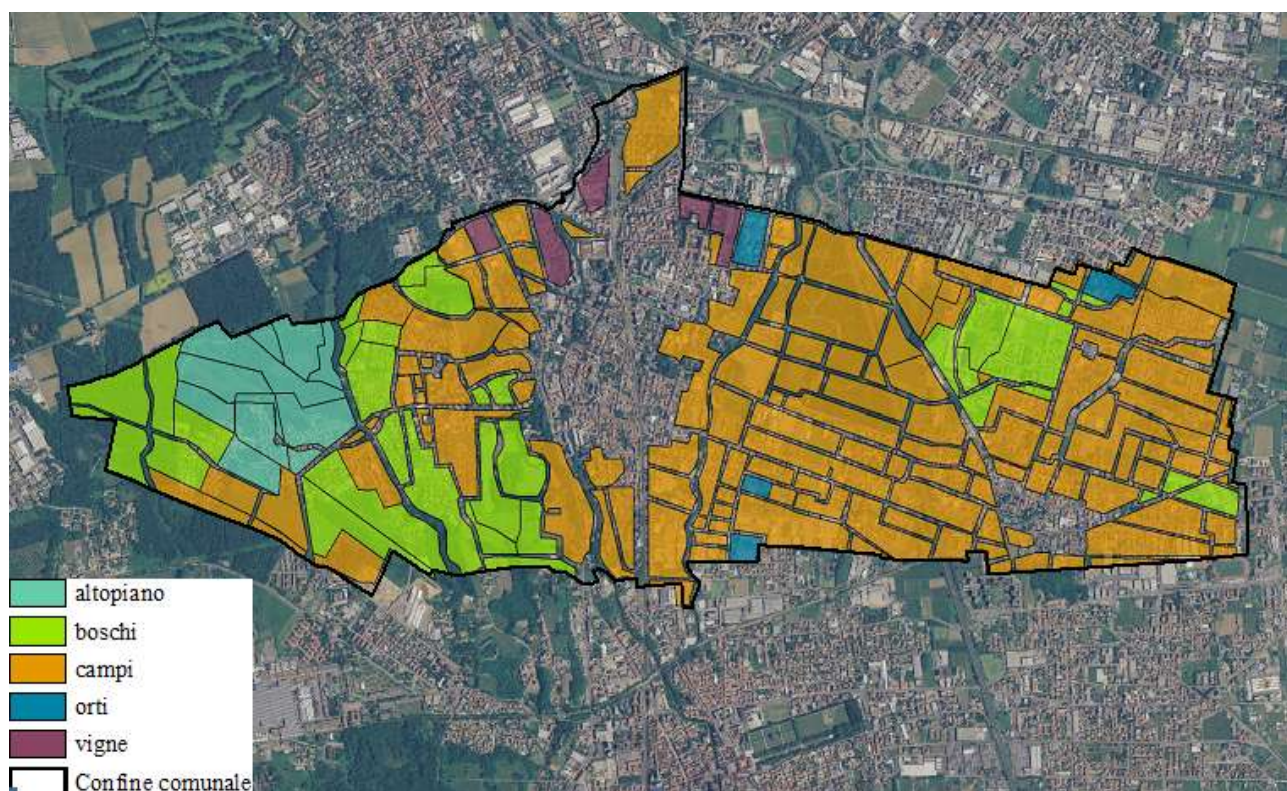 altopiano
boschi
campi
orti
vigne
Confine comunale